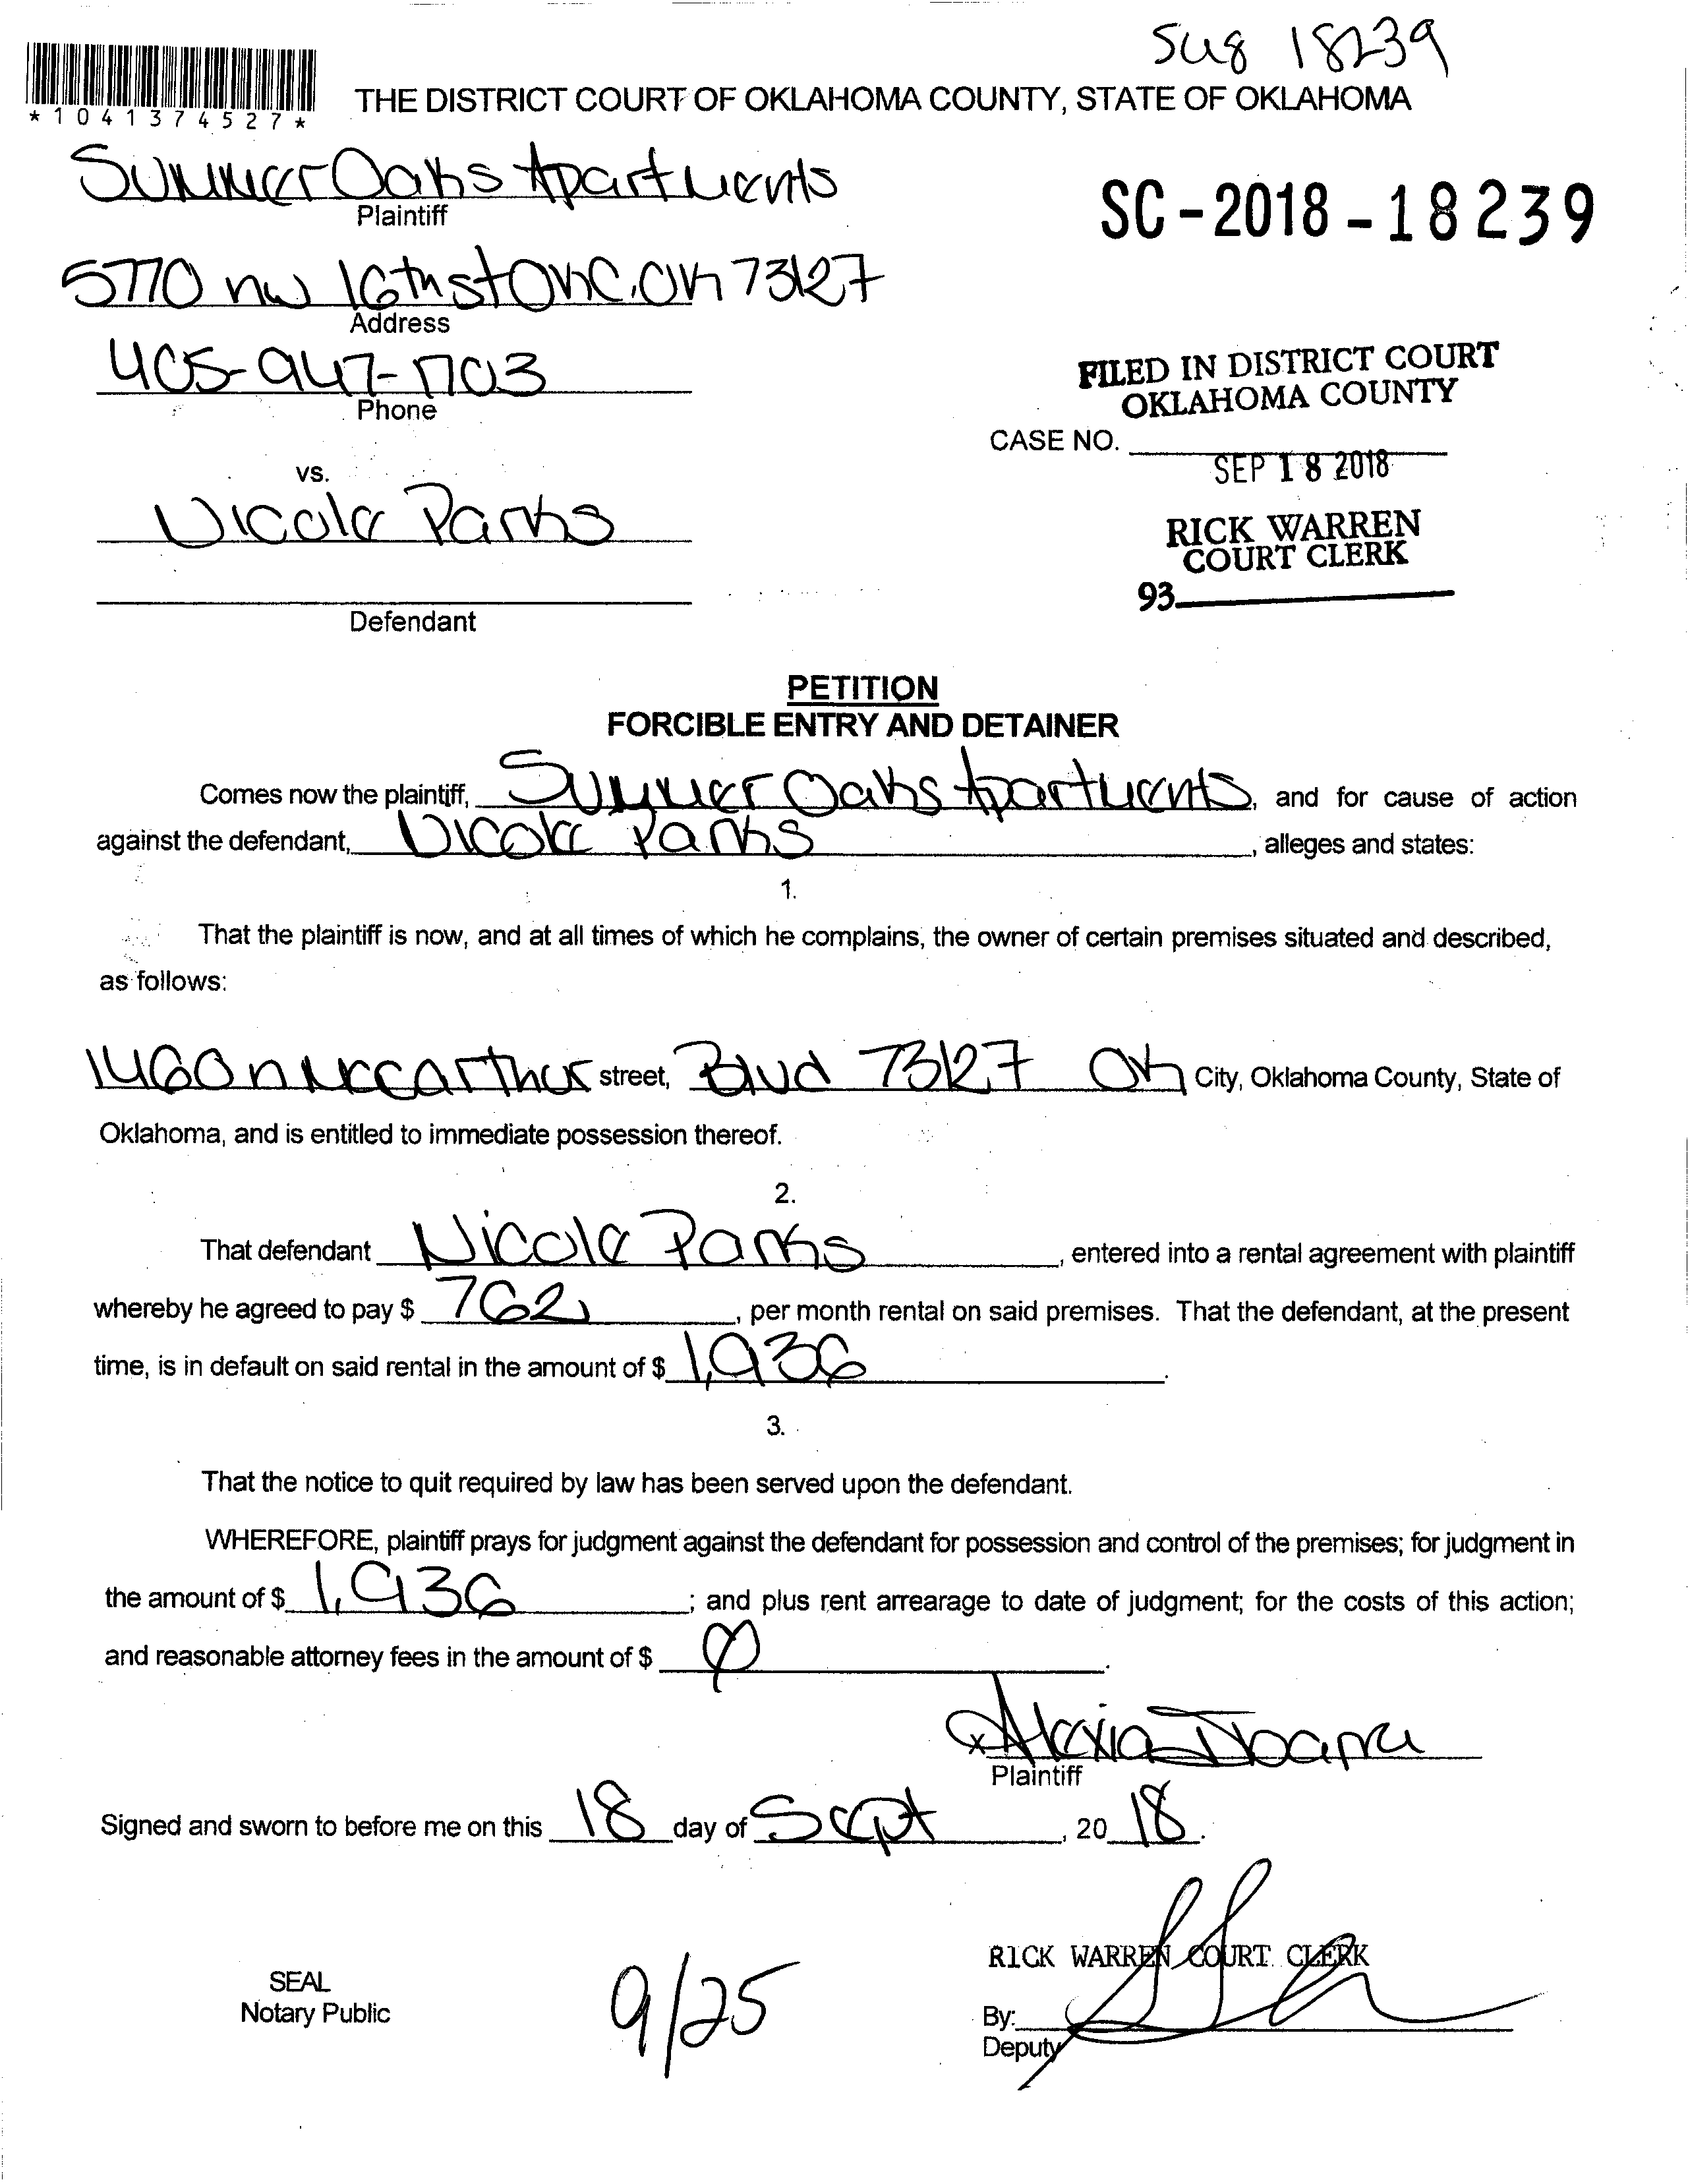 SU8 18239
*1041374527*
THE DISTRICT COURT OF OKLAHOMA COUNTY, STATE OF OKLAHOMA
Summer Oaks Apartments
Plaintiff
SC-2018-18239
5770 nw 16th st OKC, OK 73127
Address
405-947-1703
Phone
FILED IN DISTRICT COURT
OKLAHOMA COUNTY
CASE NO.
SEP 18 2018
vs.
Nicole Parks
RICK WARREN
COURT CLERK
93
Defendant
PETITION
FORCIBLE ENTRY AND DETAINER
Comes now the plaintiff, Summer Oaks Apartments, and for cause of action
against the defendant, Nicole Parks, alleges and states:
1.
That the plaintiff is now, and at all times of which he complains, the owner of certain premises situated and described,
as follows:
1460 n Mccarthur street, Blvd 73127 OK City, Oklahoma County, State of
Oklahoma, and is entitled to immediate possession thereof.
2.
That defendant Nicole Parks, entered into a rental agreement with plaintiff
whereby he agreed to pay $ 762, per month rental on said premises. That the defendant, at the present
time, is in default on said rental in the amount of $ 1,936.
3.
That the notice to quit required by law has been served upon the defendant.
WHEREFORE, plaintiff prays for judgment against the defendant for possession and control of the premises; for judgment in
the amount of $ 1,936; and plus rent arrearage to date of judgment; for the costs of this action;
and reasonable attorney fees in the amount of $ 0.
x Alexia Ibarra
Plaintiff
Signed and sworn to before me on this 18 day of Sept, 20 18.
RICK WARREN COURT CLERK
SEAL
Notary Public
9/25
By:
Deputy